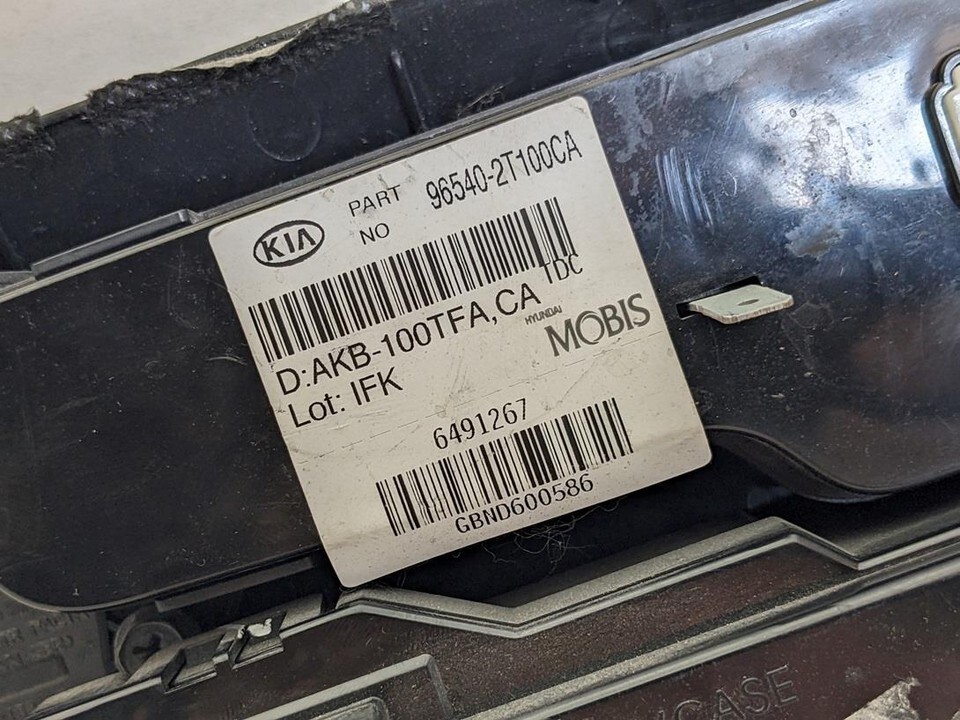 KIA
PART NO
96540-2T100CA
TDC
D:AKB-100TFA,CA
Lot: IFK
HYUNDAI
MOBIS
6491267
GBND600586
CASE